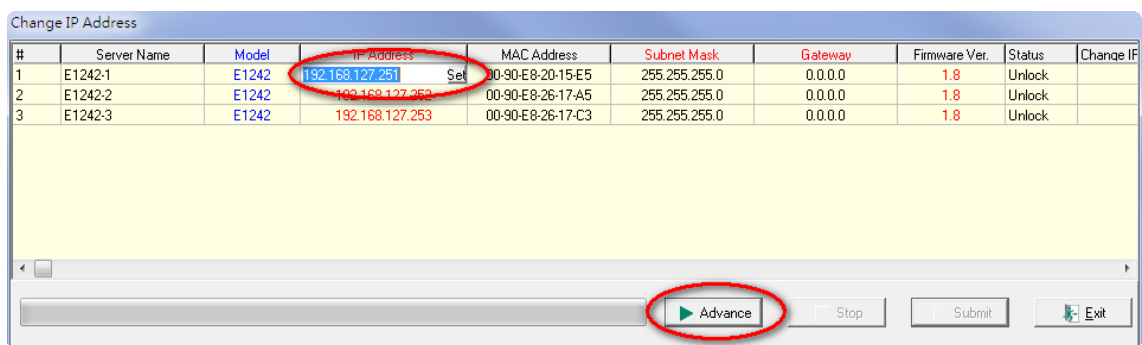 Change IP Address
# Server Name Model IP Address MAC Address Subnet Mask Gateway Firmware Ver. Status Change IP
1 E1242-1 E1242 192.168.127.251 Set 00-90-E8-20-15-E5 255.255.255.0 0.0.0.0 1.8 Unlock
2 E1242-2 E1242 192.168.127.252 00-90-E8-26-17-A5 255.255.255.0 0.0.0.0 1.8 Unlock
3 E1242-3 E1242 192.168.127.253 00-90-E8-26-17-C3 255.255.255.0 0.0.0.0 1.8 Unlock
Advance Stop Submit Exit